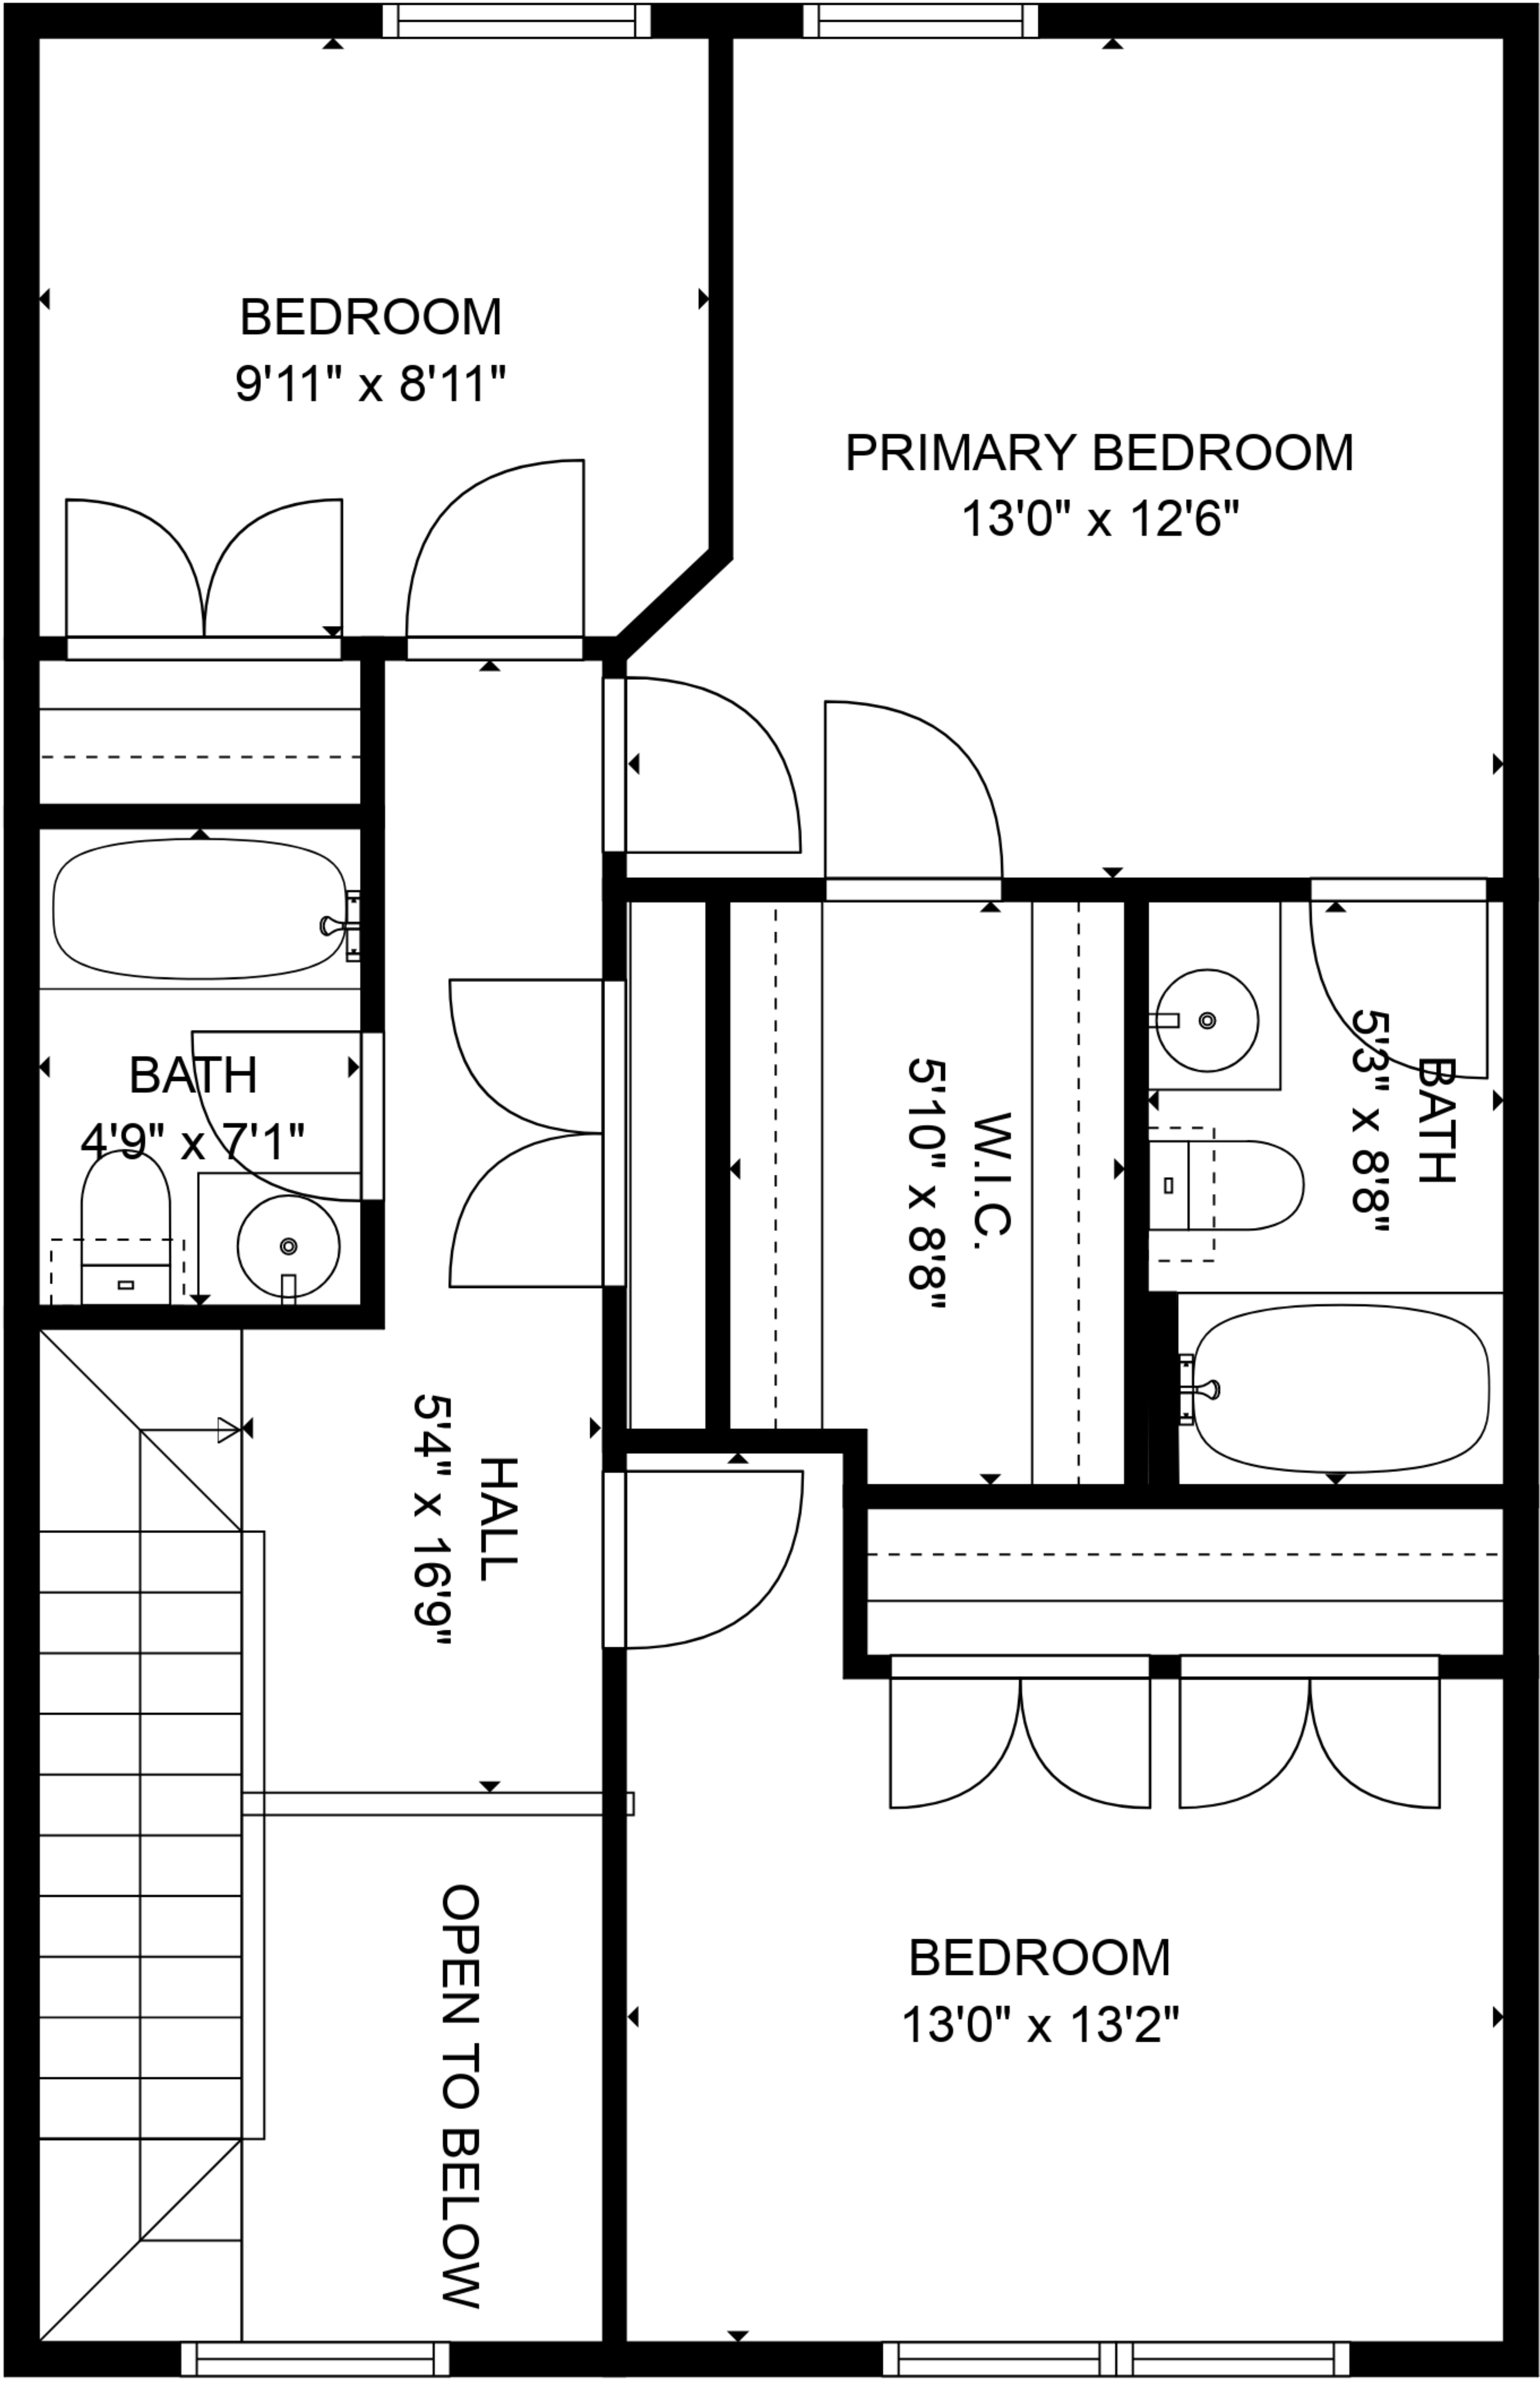 BEDROOM
9'11" x 8'11"
PRIMARY BEDROOM
13'0" x 12'6"
BATH
4'9" x 7'1"
W.I.C.
5'10" x 8'8"
BATH
5'3" x 8'8"
HALL
5'4" x 16'9"
OPEN TO BELOW
BEDROOM
13'0" x 13'2"